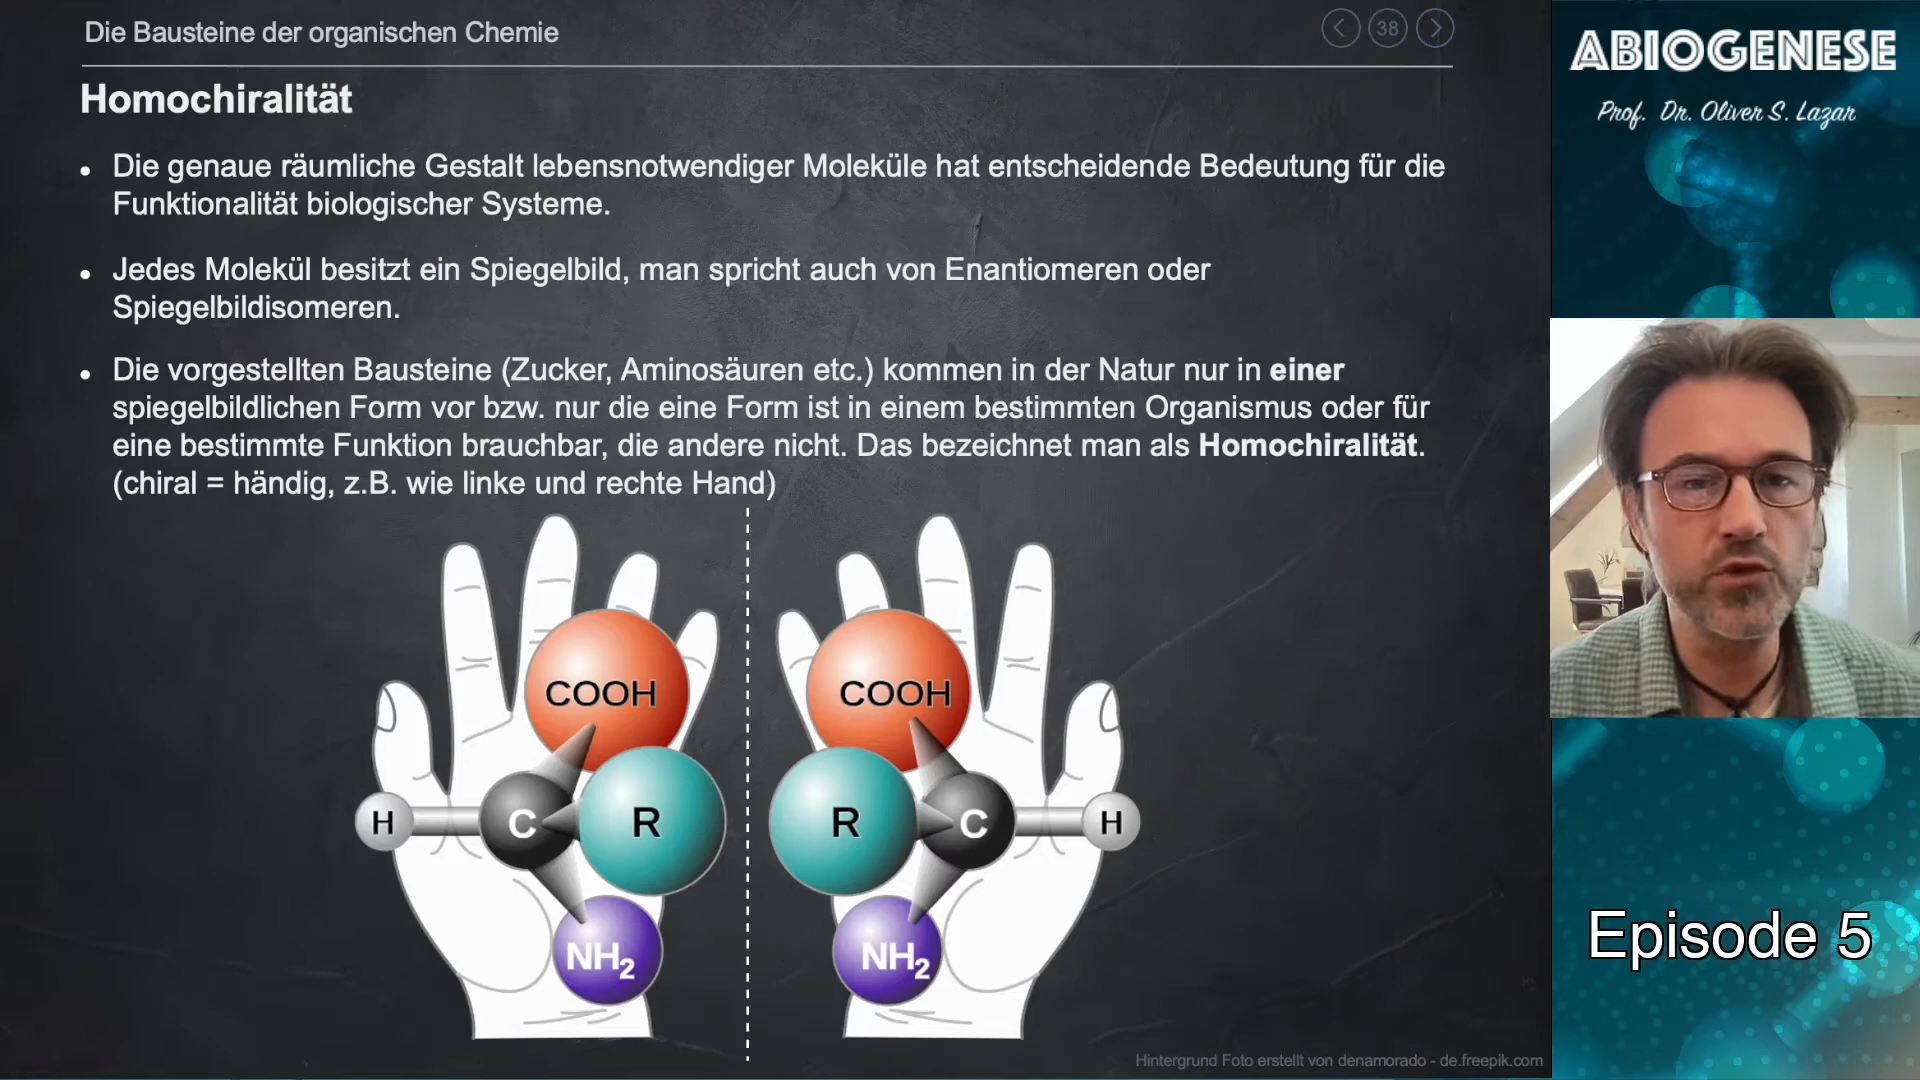 Die Bausteine der organischen Chemie
38
Homochiralität
Die genaue räumliche Gestalt lebensnotwendiger Moleküle hat entscheidende Bedeutung für die
Funktionalität biologischer Systeme.
Jedes Molekül besitzt ein Spiegelbild, man spricht auch von Enantiomeren oder
Spiegelbildisomeren.
Die vorgestellten Bausteine (Zucker, Aminosäuren etc.) kommen in der Natur nur in einer
spiegelbildlichen Form vor bzw. nur die eine Form ist in einem bestimmten Organismus oder für
eine bestimmte Funktion brauchbar, die andere nicht. Das bezeichnet man als Homochiralität.
(chiral = händig, z.B. wie linke und rechte Hand)
COOH
COOH
H
C
R
R
C
H
NH₂
NH₂
Hintergrund Foto erstellt von denamorado - de.freepik.com
ABIOGENESE
Prof. Dr. Oliver S. Lazar
Episode 5